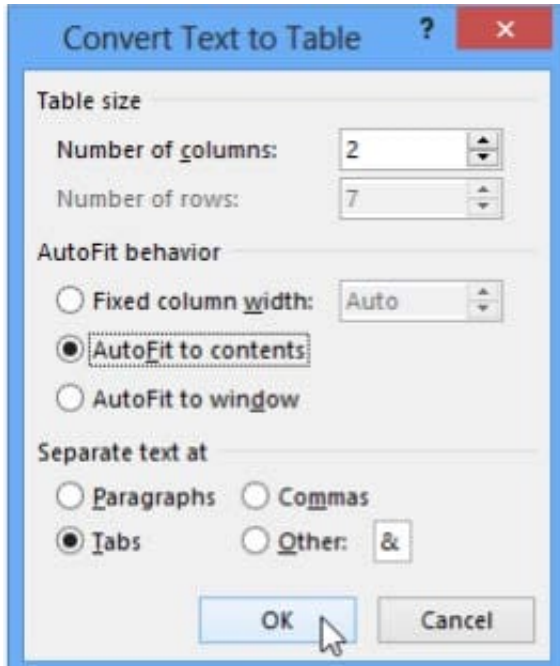 Convert Text to Table ?
Table size
Number of columns: 2
Number of rows: 7
AutoFit behavior
Fixed column width: Auto
AutoFit to contents
AutoFit to window
Separate text at
Paragraphs Commas
Tabs Other: &
OK Cancel